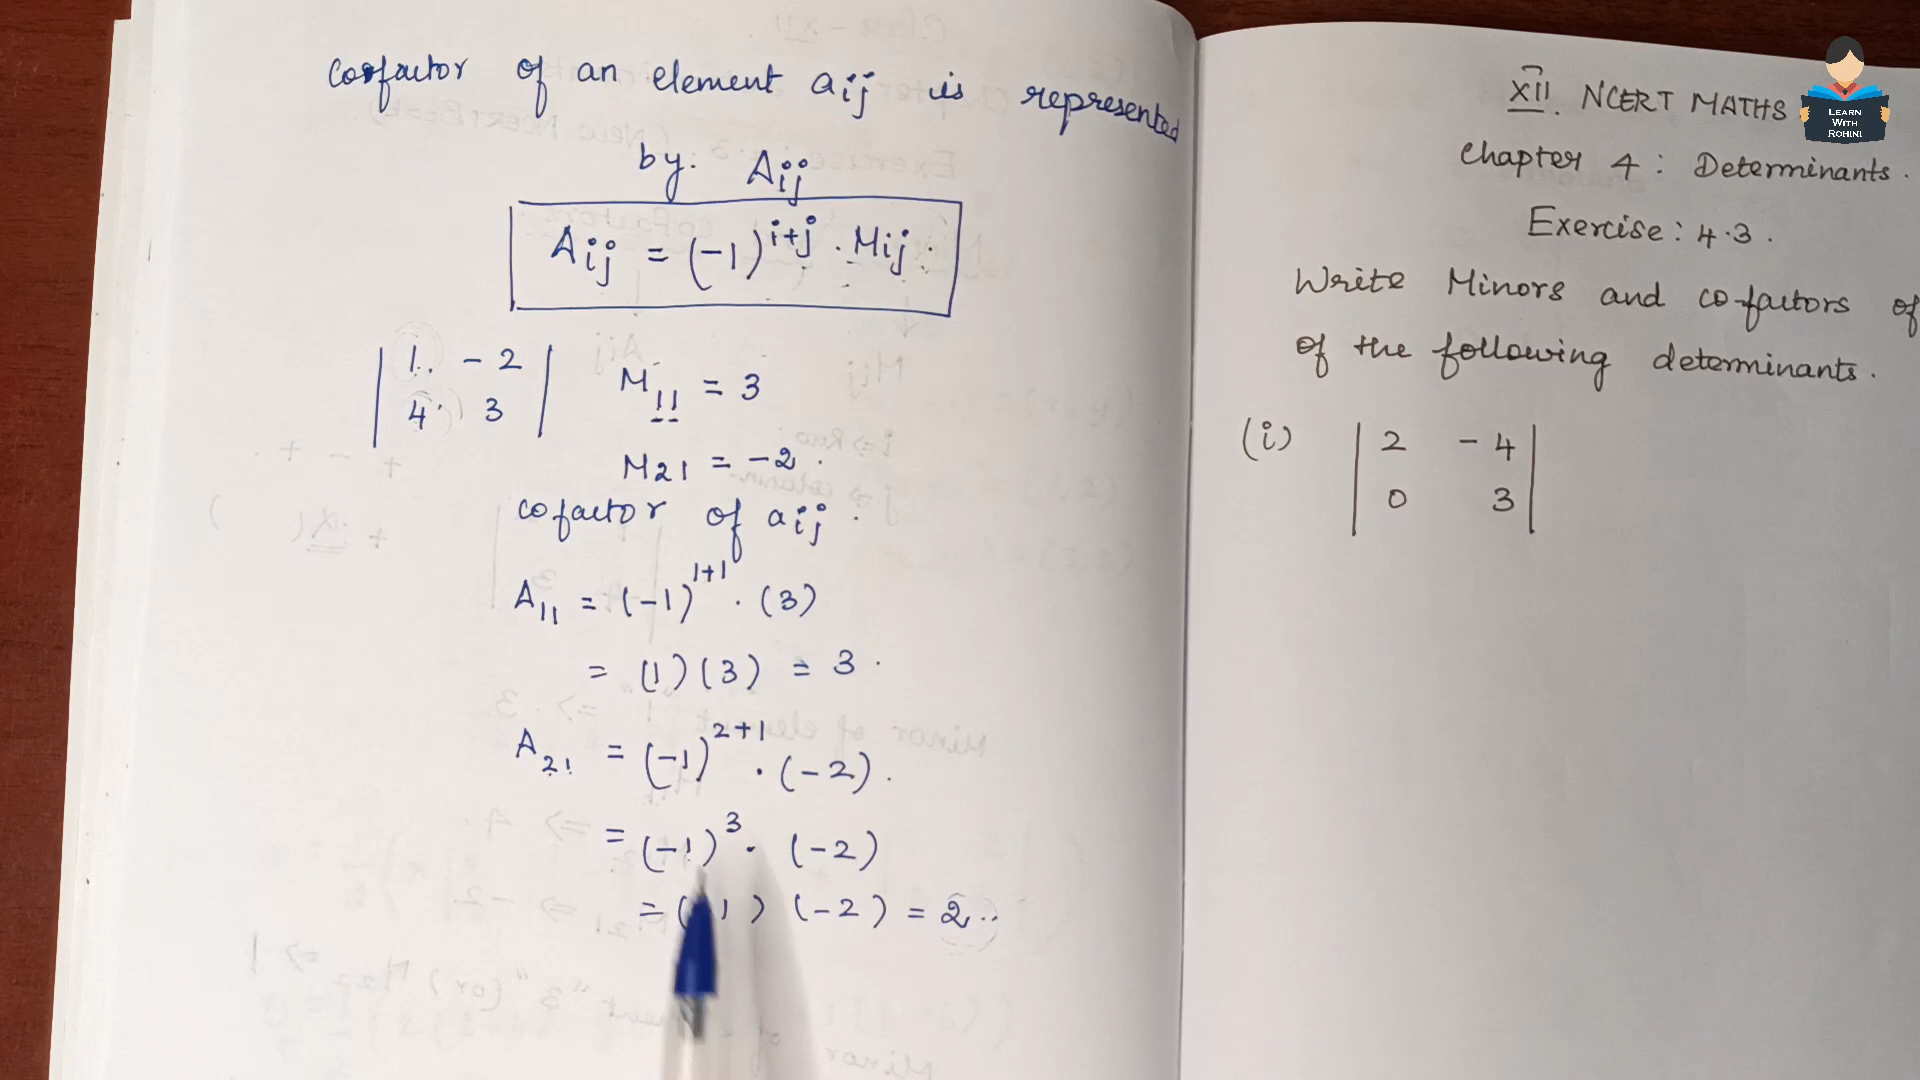 cofactor of an element aij is represented
by. Aij
Aij = (-1)^i+j . Mij.
| 1. -2 |
| 4. 3 |
M11 = 3
M21 = -2.
cofactor of aij.
A11 = (-1)^1+1 . (3)
= (1)(3) = 3.
A21 = (-1)^2+1 . (-2).
= (-1)^3 . (-2)
= ( 1) (-2) = 2..
XII. NCERT MATHS
Chapter 4 : Determinants.
Exercise: 4.3.
Write Minors and co-factors of
of the following determinants.
(i) | 2 -4 |
| 0 3 |
LEARN
WITH
ROHINI